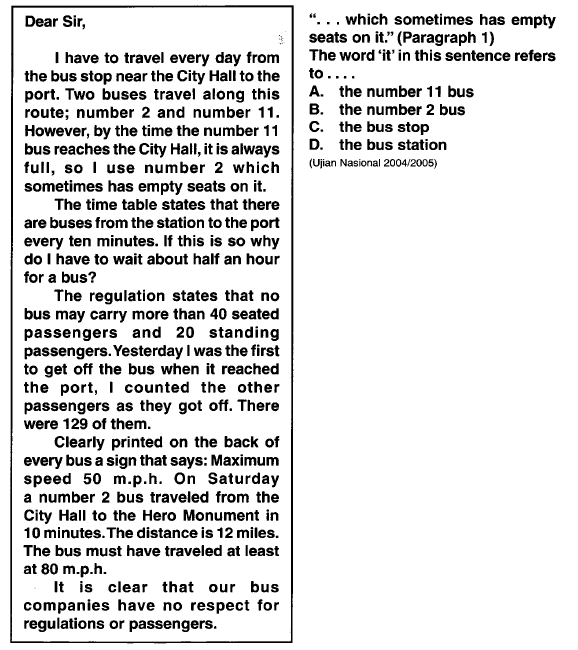 Dear Sir,
I have to travel every day from
the bus stop near the City Hall to the
port. Two buses travel along this
route; number 2 and number 11.
However, by the time the number 11
bus reaches the City Hall, it is always
full, so I use number 2 which
sometimes has empty seats on it.
The time table states that there
are buses from the station to the port
every ten minutes. If this is so why
do I have to wait about half an hour
for a bus?
The regulation states that no
bus may carry more than 40 seated
passengers and 20 standing
passengers. Yesterday I was the first
to get off the bus when it reached
the port, I counted the other
passengers as they got off. There
were 129 of them.
Clearly printed on the back of
every bus a sign that says: Maximum
speed 50 m.p.h. On Saturday
a number 2 bus traveled from the
City Hall to the Hero Monument in
10 minutes. The distance is 12 miles.
The bus must have traveled at least
at 80 m.p.h.
It is clear that our bus
companies have no respect for
regulations or passengers.
“. . . which sometimes has empty
seats on it.” (Paragraph 1)
The word ‘it’ in this sentence refers
to . . . .
A. the number 11 bus
B. the number 2 bus
C. the bus stop
D. the bus station
(Ujian Nasional 2004/2005)